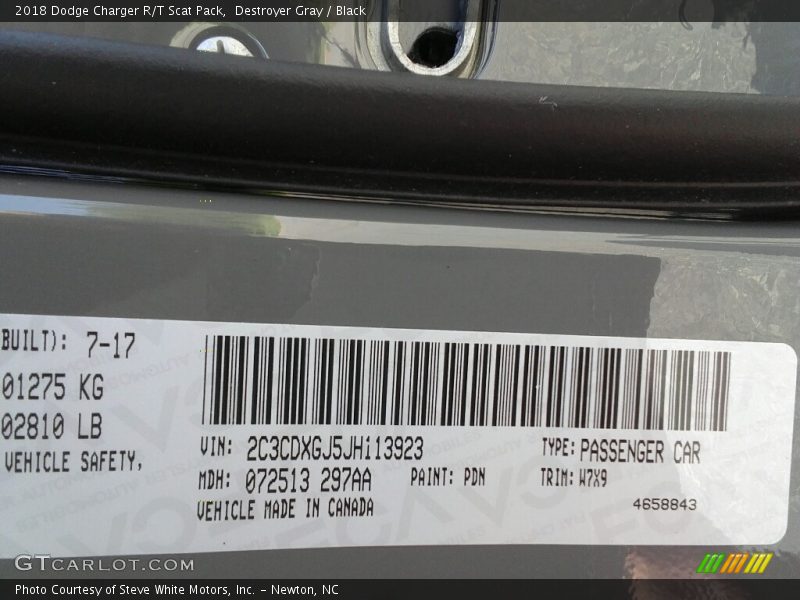 2018 Dodge Charger R/T Scat Pack, Destroyer Gray / Black
BUILT): 7-17
01275 KG
02810 LB
VEHICLE SAFETY,
VIN: 2C3CDXGJ5JH113923 TYPE: PASSENGER CAR
MDH: 072513 297AA PAINT: PDN TRIM: W7X9
VEHICLE MADE IN CANADA
4658843
GTCARLOT.COM
Photo Courtesy of Steve White Motors, Inc. – Newton, NC